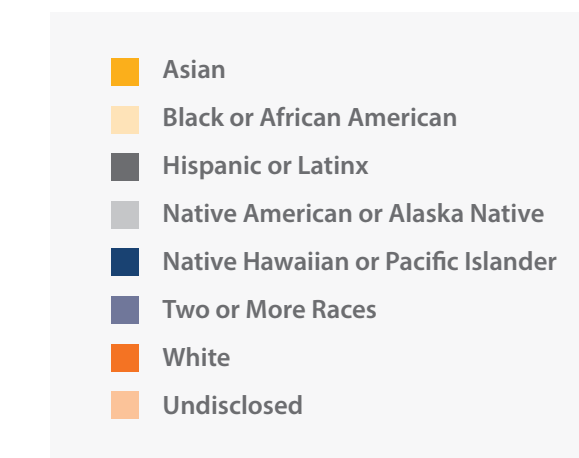 Asian
Black or African American
Hispanic or Latinx
Native American or Alaska Native
Native Hawaiian or Pacific Islander
Two or More Races
White
Undisclosed